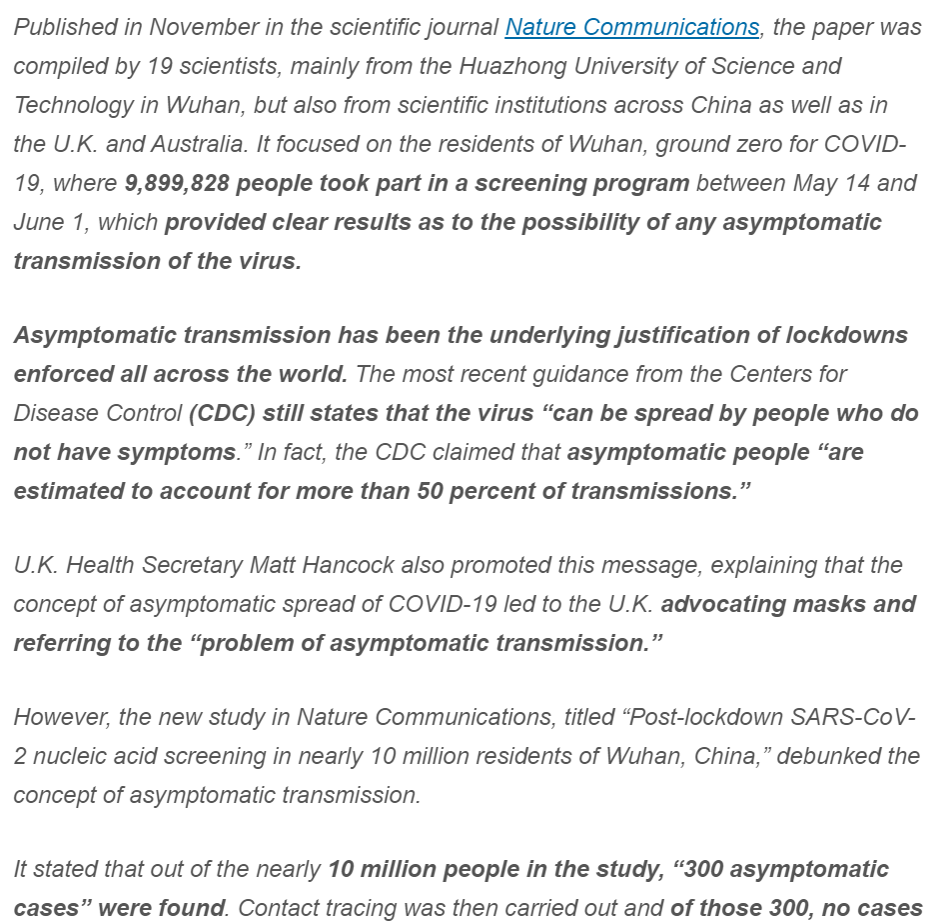 Published in November in the scientific journal Nature Communications, the paper was
compiled by 19 scientists, mainly from the Huazhong University of Science and
Technology in Wuhan, but also from scientific institutions across China as well as in
the U.K. and Australia. It focused on the residents of Wuhan, ground zero for COVID-
19, where 9,899,828 people took part in a screening program between May 14 and
June 1, which provided clear results as to the possibility of any asymptomatic
transmission of the virus.
Asymptomatic transmission has been the underlying justification of lockdowns
enforced all across the world. The most recent guidance from the Centers for
Disease Control (CDC) still states that the virus “can be spread by people who do
not have symptoms.” In fact, the CDC claimed that asymptomatic people “are
estimated to account for more than 50 percent of transmissions.”
U.K. Health Secretary Matt Hancock also promoted this message, explaining that the
concept of asymptomatic spread of COVID-19 led to the U.K. advocating masks and
referring to the “problem of asymptomatic transmission.”
However, the new study in Nature Communications, titled “Post-lockdown SARS-CoV-
2 nucleic acid screening in nearly 10 million residents of Wuhan, China,” debunked the
concept of asymptomatic transmission.
It stated that out of the nearly 10 million people in the study, “300 asymptomatic
cases” were found. Contact tracing was then carried out and of those 300, no cases